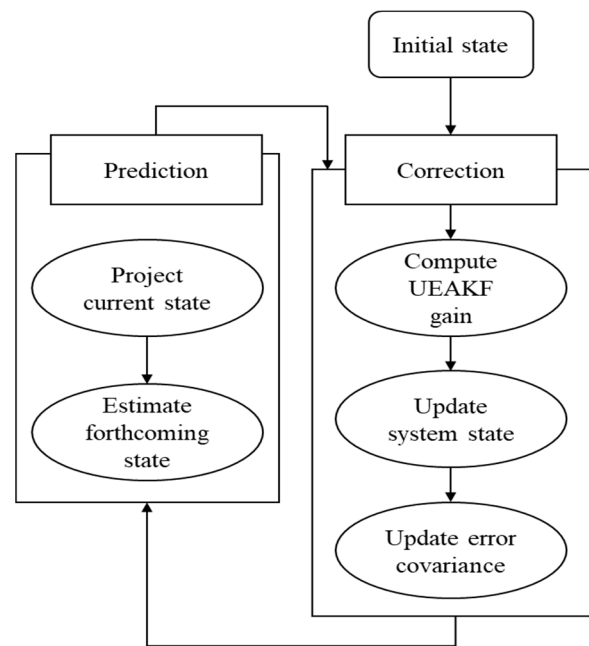 Initial state
Prediction
Project
current state
Estimate
forthcoming
state
Correction
Compute
UEAKF
gain
Update
system state
Update error
covariance